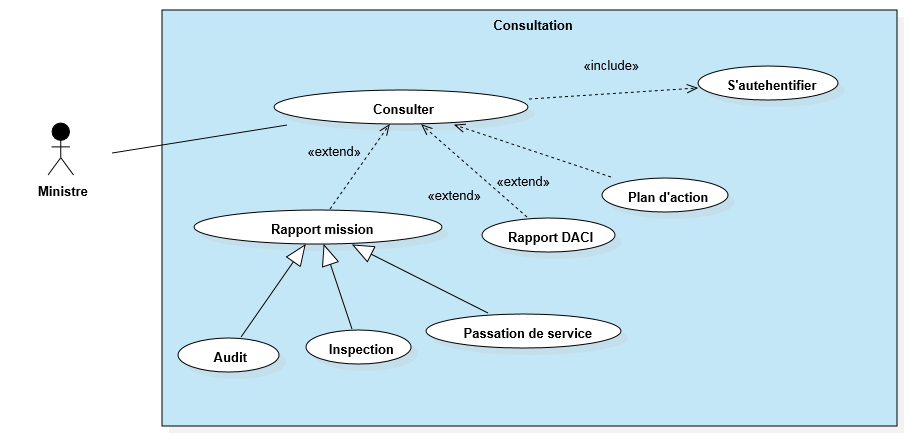 Consultation
«include»
S'autehentifier
Consulter
Ministre
«extend»
«extend»
«extend»
Plan d'action
Rapport mission
Rapport DACI
Audit
Inspection
Passation de service